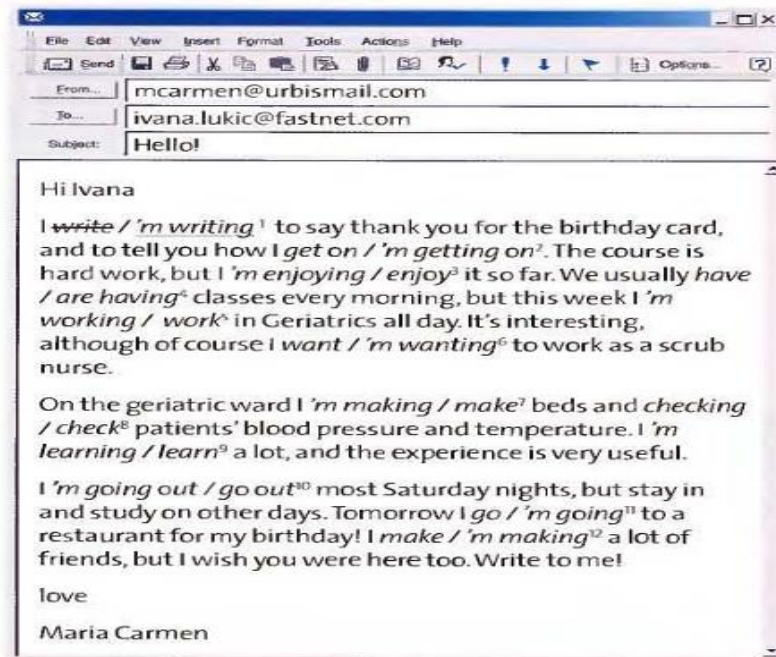 File Edit View Insert Format Tools Actions Help
Send Options...
From... mcarmen@urbismail.com
To... ivana.lukic@fastnet.com
Subject: Hello!
Hi Ivana
I write / 'm writing ¹ to say thank you for the birthday card,
and to tell you how I get on / 'm getting on². The course is
hard work, but I 'm enjoying / enjoy³ it so far. We usually have
/ are having⁴ classes every morning, but this week I 'm
working / work⁵ in Geriatrics all day. It's interesting,
although of course I want / 'm wanting⁶ to work as a scrub
nurse.
On the geriatric ward I 'm making / make⁷ beds and checking
/ check⁸ patients' blood pressure and temperature. I 'm
learning / learn⁹ a lot, and the experience is very useful.
I 'm going out / go out¹⁰ most Saturday nights, but stay in
and study on other days. Tomorrow I go / 'm going¹¹ to a
restaurant for my birthday! I make / 'm making¹² a lot of
friends, but I wish you were here too. Write to me!
love
Maria Carmen